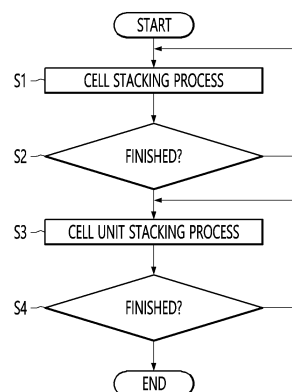 START
S1 CELL STACKING PROCESS
S2 FINISHED?
S3 CELL UNIT STACKING PROCESS
S4 FINISHED?
END